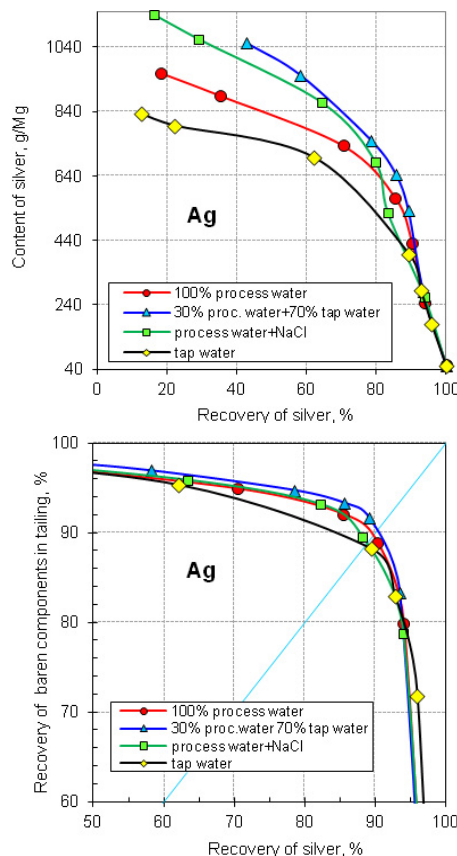 1040
840
640
440
240
40
Content of silver, g/Mg
Ag
100% process water
30% proc. water+70% tap water
process water+NaCl
tap water
0 20 40 60 80 100
Recovery of silver, %
100
90
80
70
60
Recovery of baren components in tailing, %
Ag
100% process water
30% proc.water 70% tap water
process water+NaCl
tap water
50 60 70 80 90 100
Recovery of silver, %